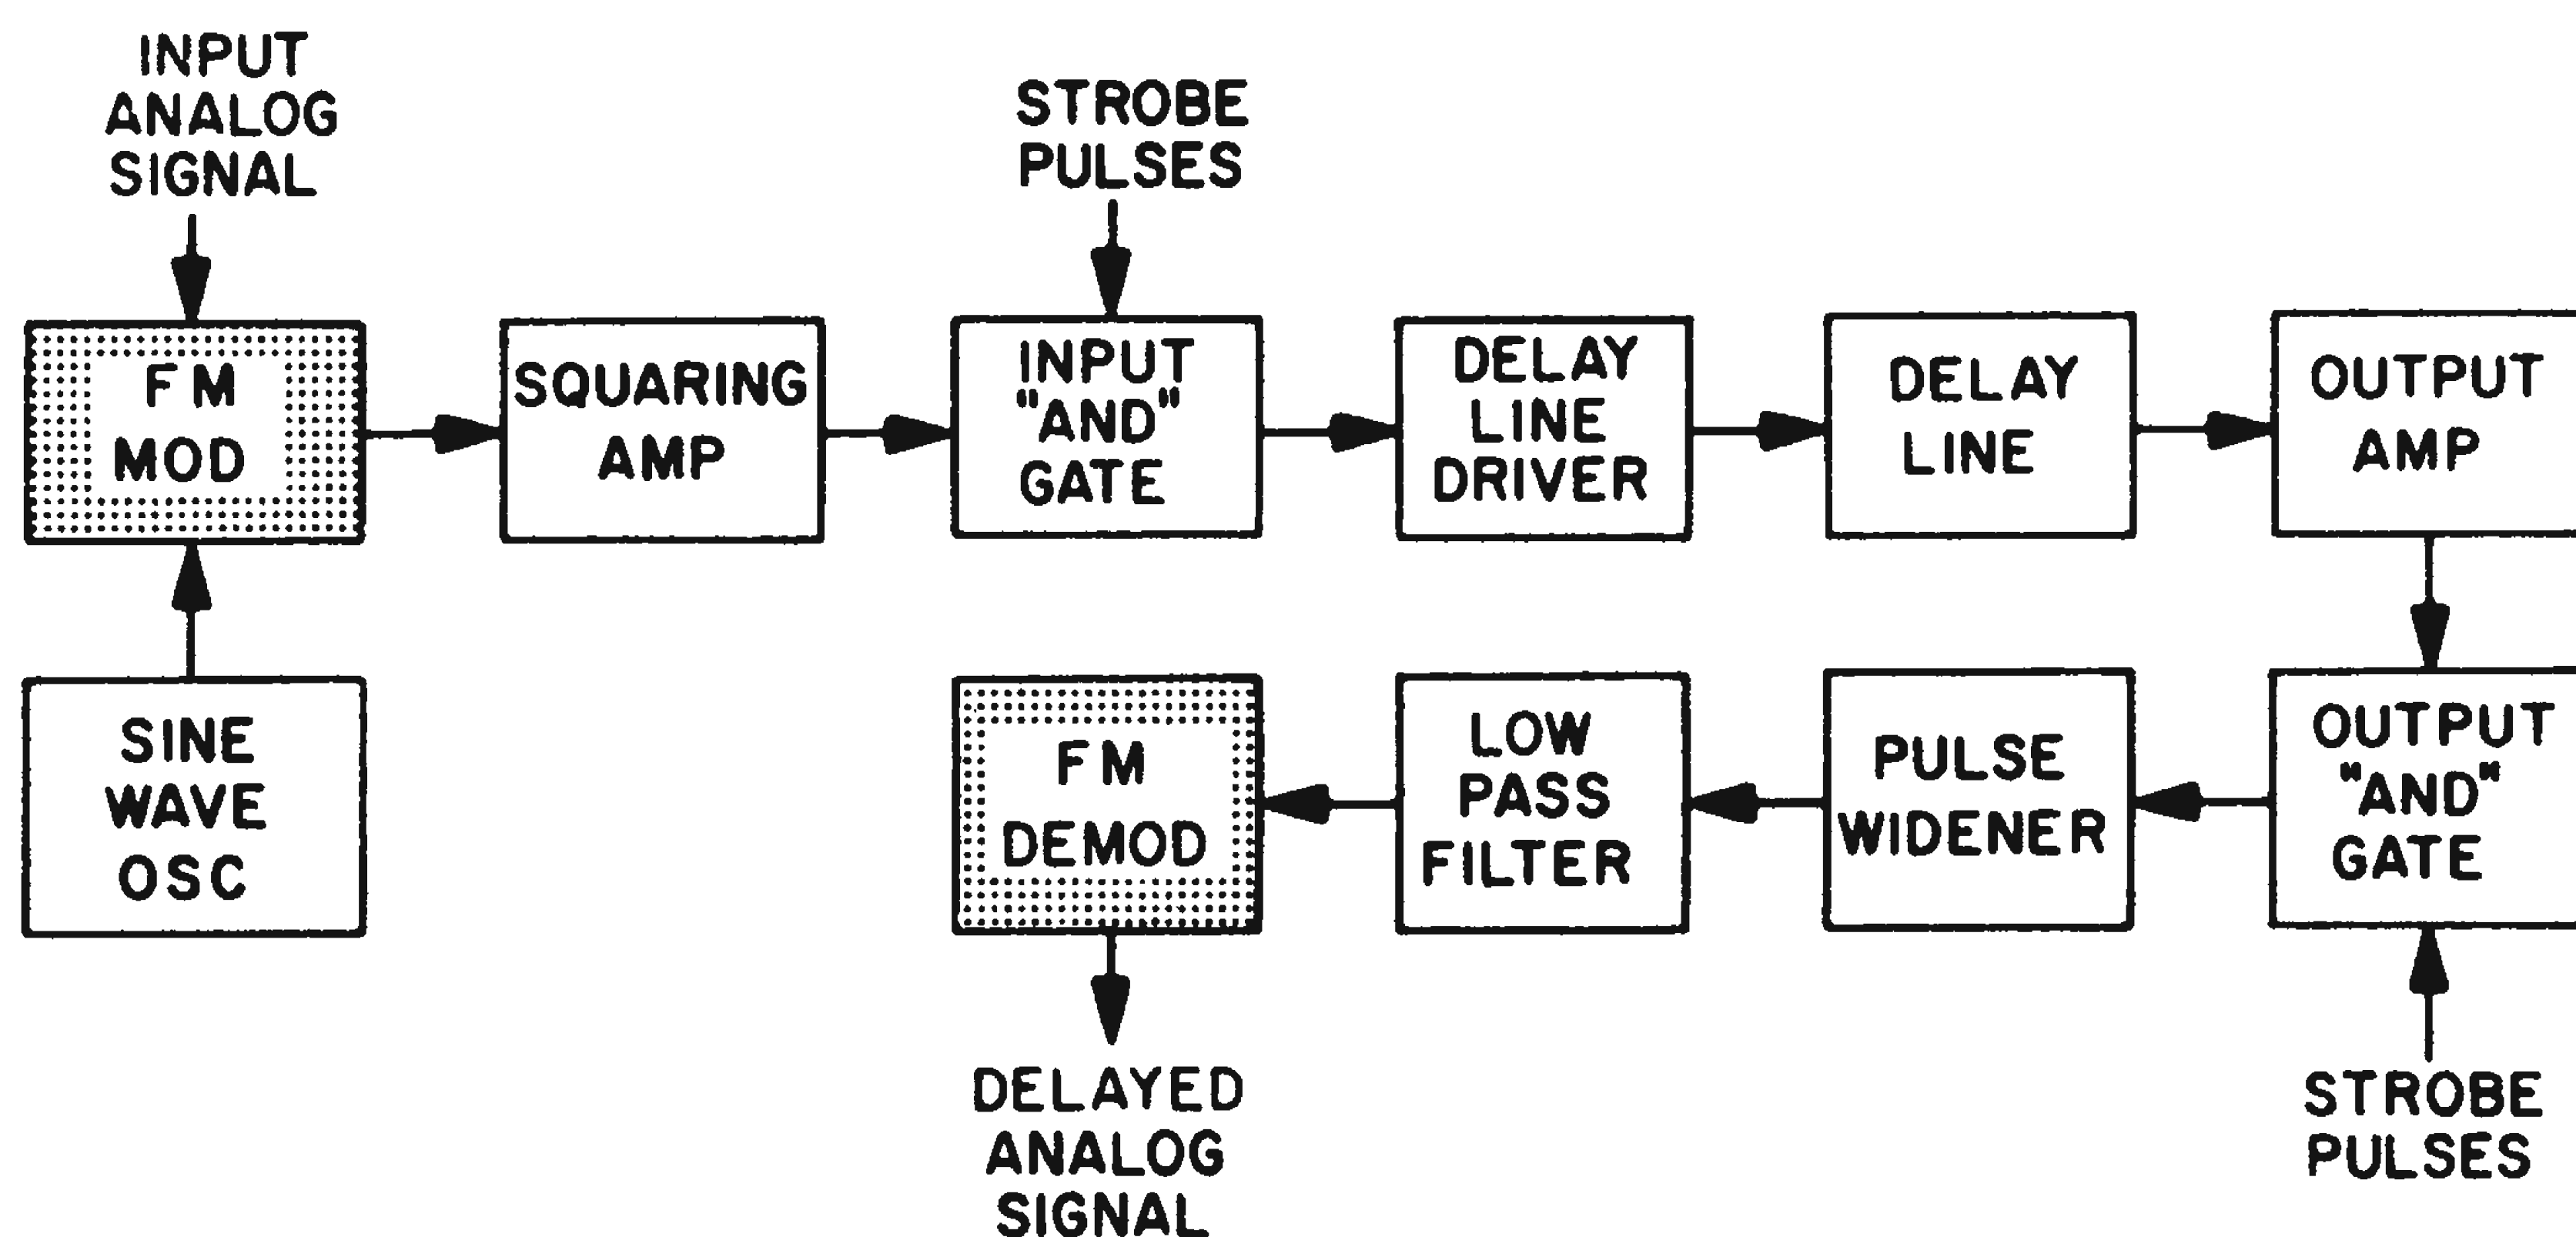 INPUT
ANALOG
SIGNAL
STROBE
PULSES
FM
MOD
SQUARING
AMP
INPUT
"AND"
GATE
DELAY
LINE
DRIVER
DELAY
LINE
OUTPUT
AMP
SINE
WAVE
OSC
FM
DEMOD
LOW
PASS
FILTER
PULSE
WIDENER
OUTPUT
"AND"
GATE
DELAYED
ANALOG
SIGNAL
STROBE
PULSES